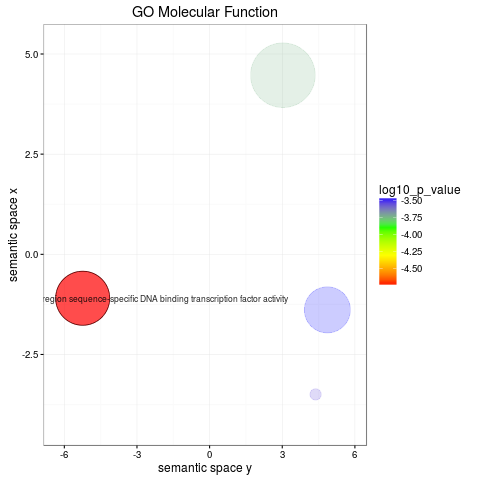 GO Molecular Function
5.0
2.5
0.0
-2.5
semantic space x
region sequence-specific DNA binding transcription factor activity
-6
-3
0
3
6
semantic space y
log10_p_value
-3.50
-3.75
-4.00
-4.25
-4.50